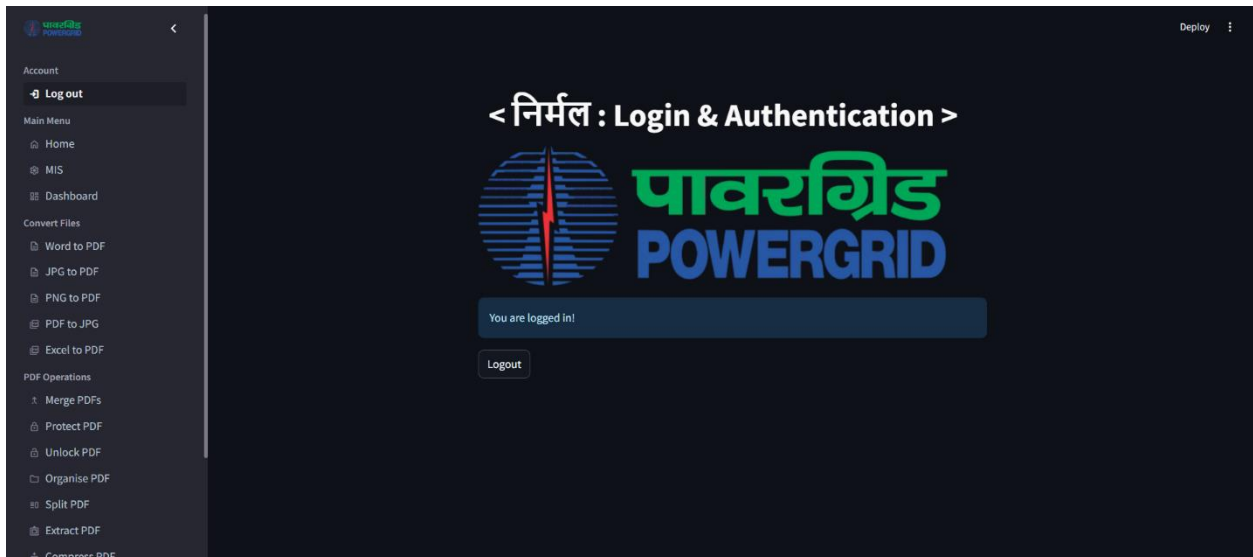 पावरग्रिड
POWERGRID
Account
Log out
Main Menu
Home
MIS
Dashboard
Convert Files
Word to PDF
JPG to PDF
PNG to PDF
PDF to JPG
Excel to PDF
PDF Operations
Merge PDFs
Protect PDF
Unlock PDF
Organise PDF
Split PDF
Extract PDF
Compress PDF
Deploy
< निर्मल : Login & Authentication >
पावरग्रिड
POWERGRID
You are logged in!
Logout